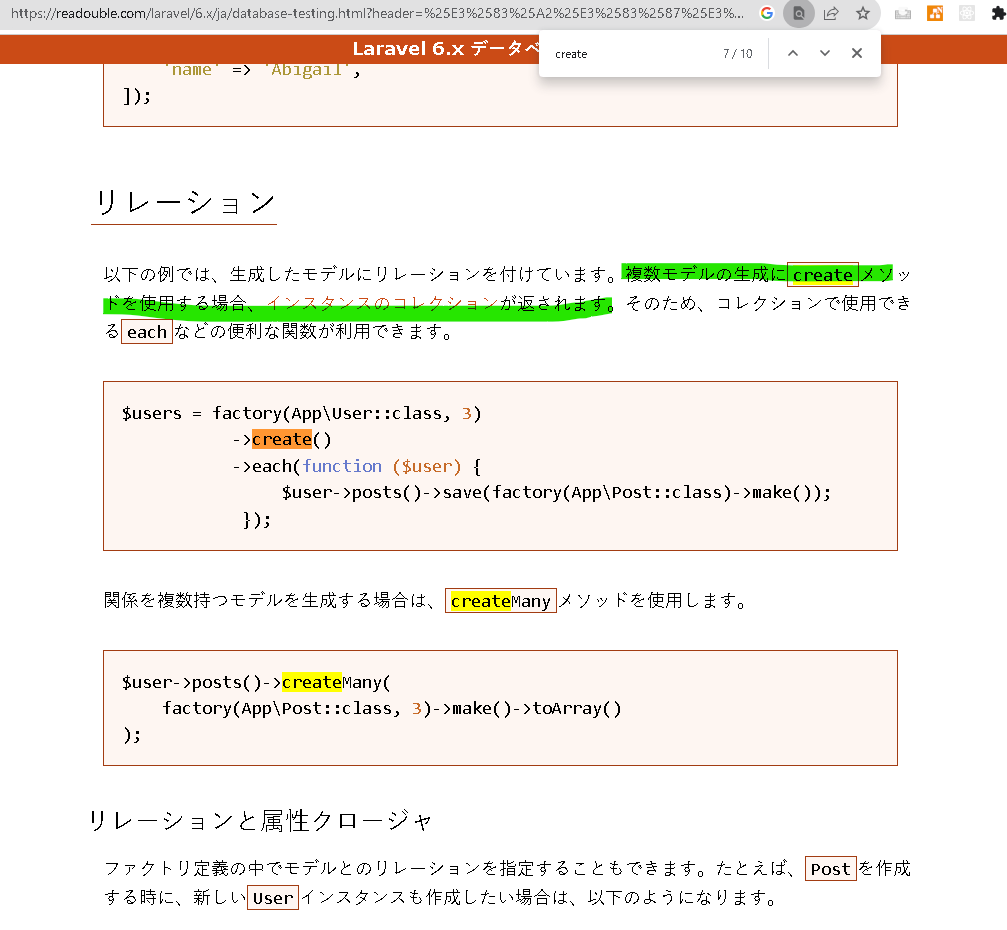 https://readouble.com/laravel/6.x/ja/database-testing.html?header=%25E3%2583%25A2%25E3%2583%2587%25E3%...
Laravel 6.x データベ
create 7 / 10
'name' => 'Abigail',
]);
リレーション
以下の例では、生成したモデルにリレーションを付けています。複数モデルの生成にcreateメソッ
ドを使用する場合、インスタンスのコレクションが返されます。そのため、コレクションで使用でき
るeachなどの便利な関数が利用できます。
$users = factory(App\User::class, 3)
->create()
->each(function ($user) {
$user->posts()->save(factory(App\Post::class)->make());
});
関係を複数持つモデルを生成する場合は、createManyメソッドを使用します。
$user->posts()->createMany(
factory(App\Post::class, 3)->make()->toArray()
);
リレーションと属性クロージャ
ファクトリ定義の中でモデルとのリレーションを指定することもできます。たとえば、Postを作成
する時に、新しいUserインスタンスも作成したい場合は、以下のようになります。